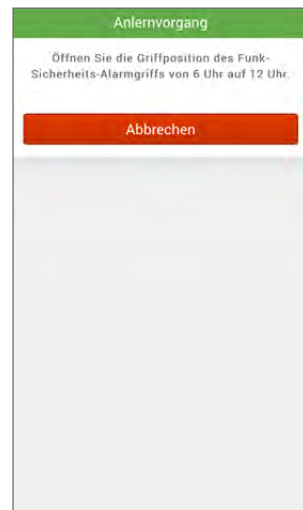 Anlernvorgang
Öffnen Sie die Griffposition des Funk-
Sicherheits-Alarmgriffs von 6 Uhr auf 12 Uhr.
Abbrechen